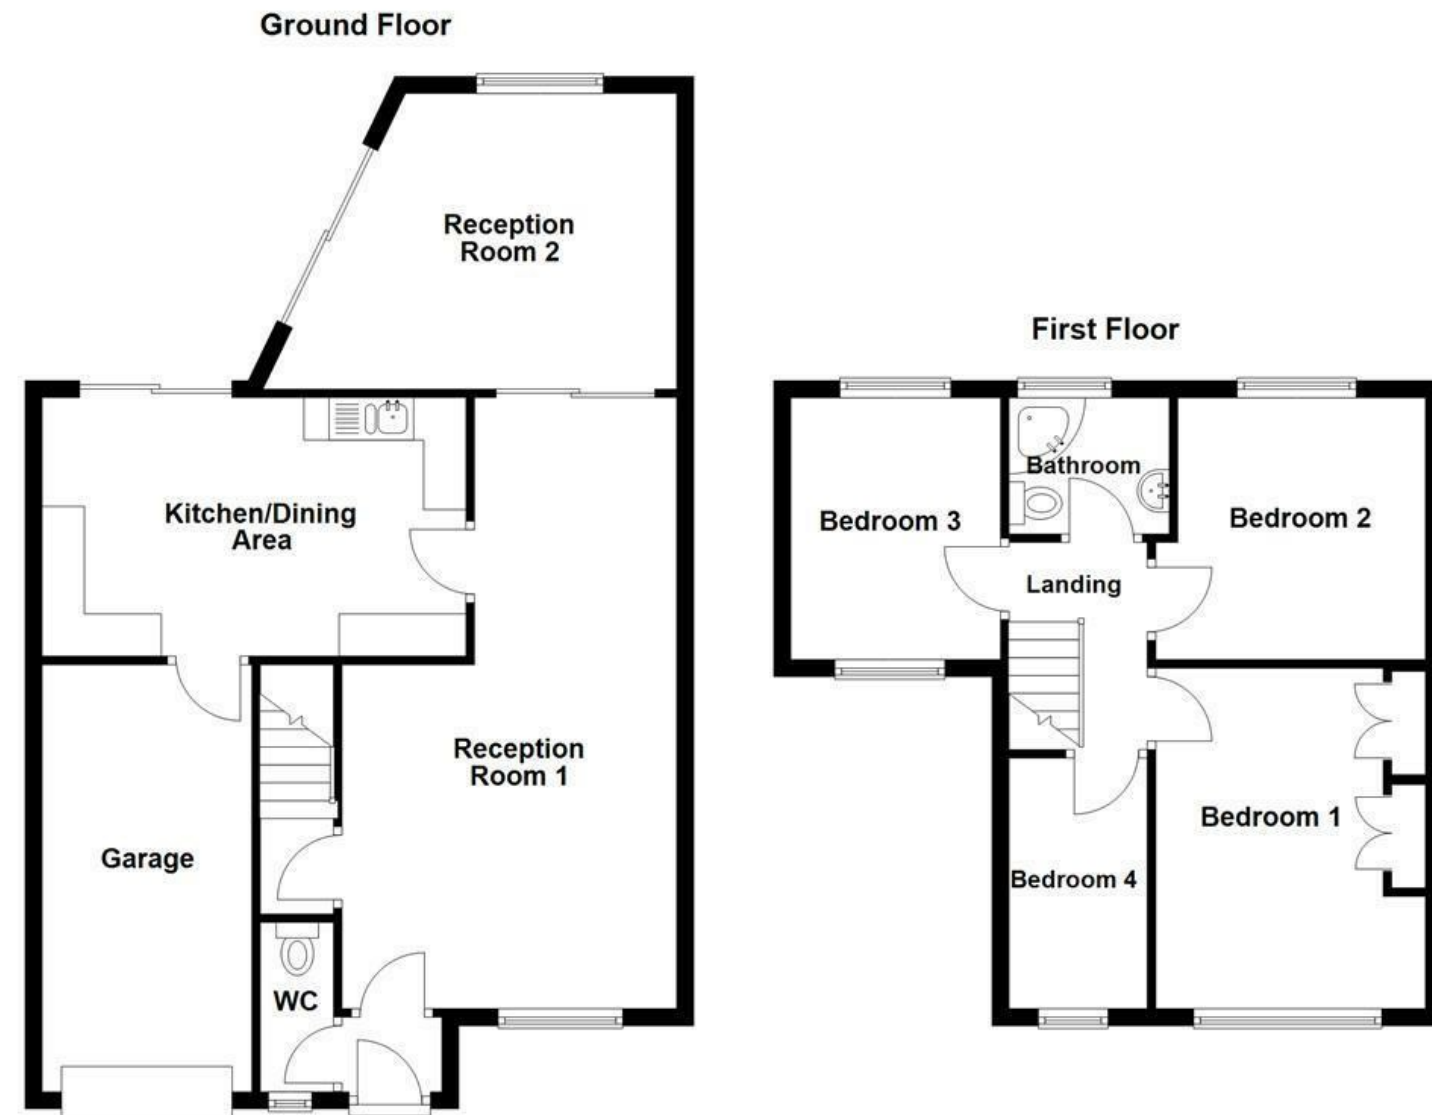 Ground Floor
Reception
Room 2
Kitchen/Dining
Area
Reception
Room 1
Garage
WC
First Floor
Bathroom
Bedroom 3
Bedroom 2
Landing
Bedroom 1
Bedroom 4